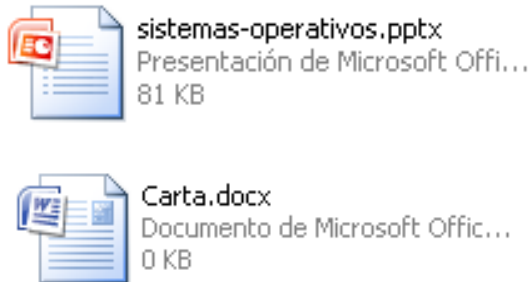 sistemas-operativos.pptx
Presentación de Microsoft Offi...
81 KB
Carta.docx
Documento de Microsoft Offic...
0 KB